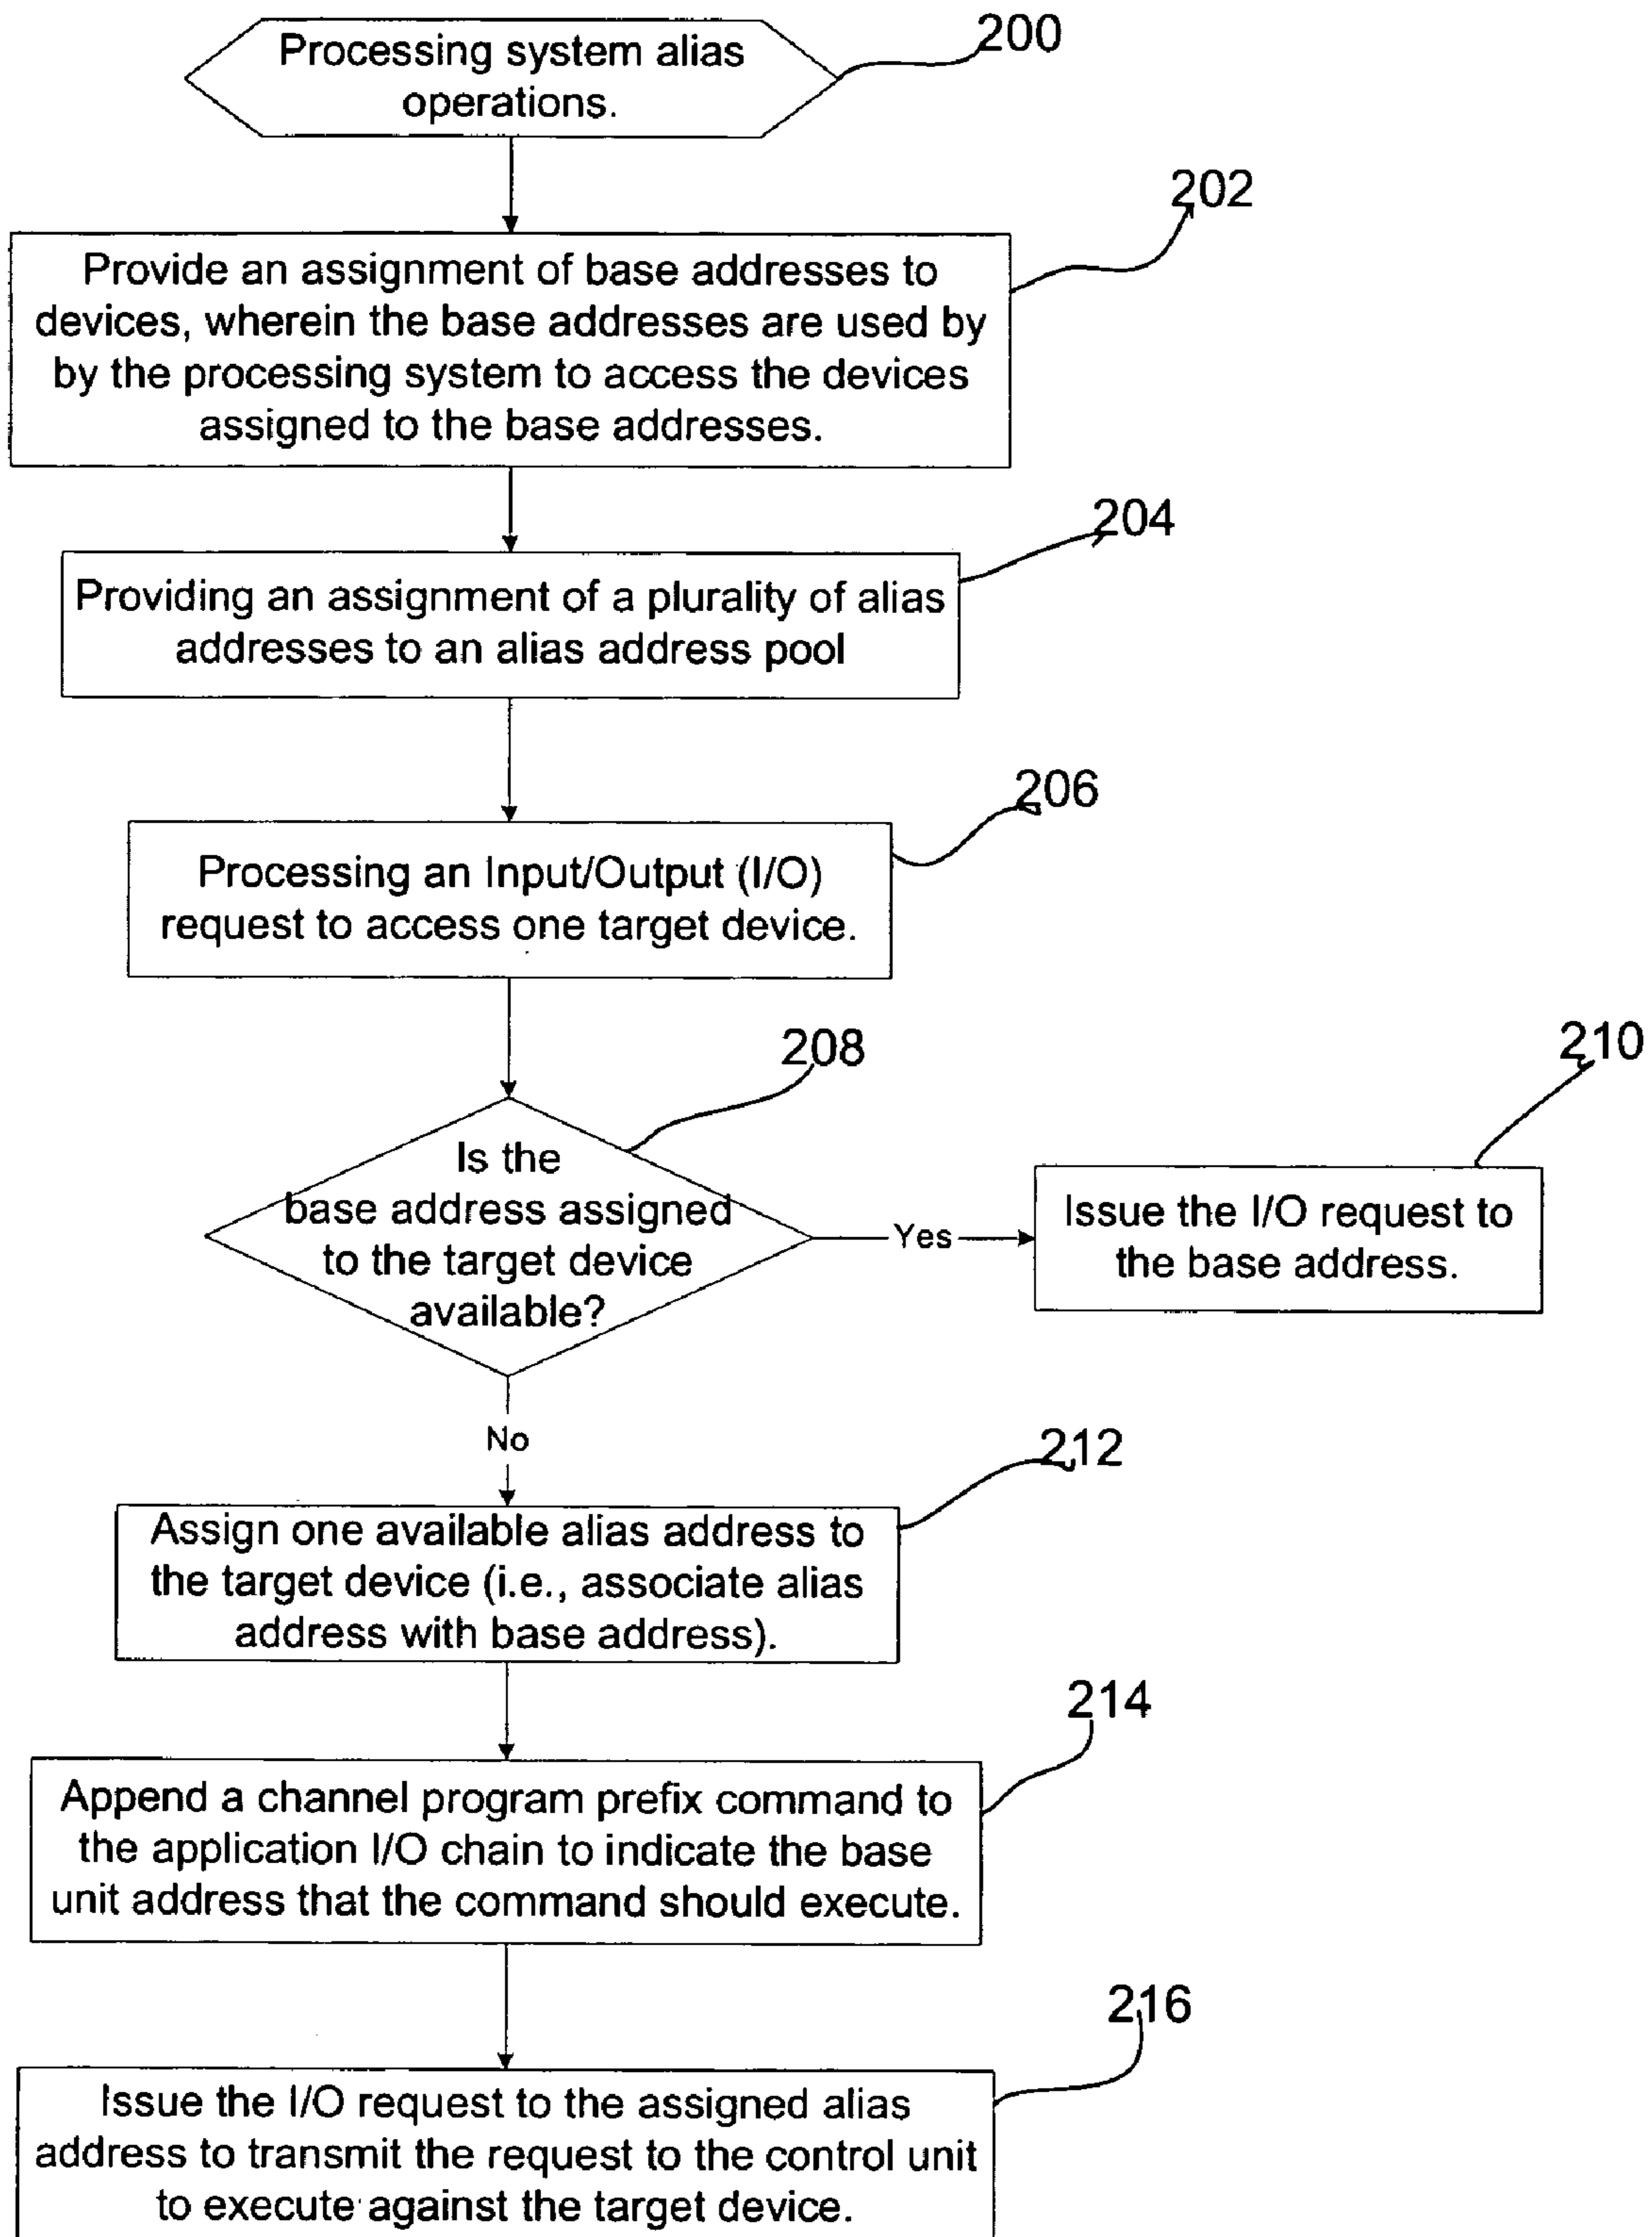 Processing system alias
operations.
200
202
Provide an assignment of base addresses to
devices, wherein the base addresses are used by
by the processing system to access the devices
assigned to the base addresses.
204
Providing an assignment of a plurality of alias
addresses to an alias address pool
206
Processing an Input/Output (I/O)
request to access one target device.
208
Is the
base address assigned
to the target device
available?
Yes
210
Issue the I/O request to
the base address.
No
212
Assign one available alias address to
the target device (i.e., associate alias
address with base address).
214
Append a channel program prefix command to
the application I/O chain to indicate the base
unit address that the command should execute.
216
Issue the I/O request to the assigned alias
address to transmit the request to the control unit
to execute against the target device.